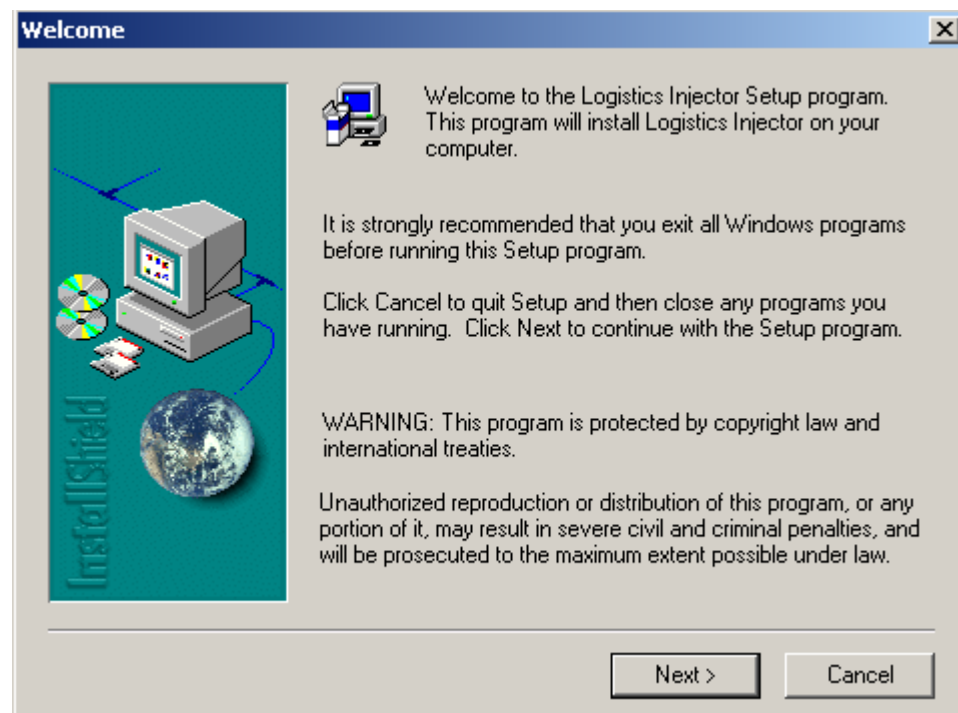 Welcome
Welcome to the Logistics Injector Setup program.
This program will install Logistics Injector on your
computer.
It is strongly recommended that you exit all Windows programs
before running this Setup program.
Click Cancel to quit Setup and then close any programs you
have running.  Click Next to continue with the Setup program.
WARNING: This program is protected by copyright law and
international treaties.
Unauthorized reproduction or distribution of this program, or any
portion of it, may result in severe civil and criminal penalties, and
will be prosecuted to the maximum extent possible under law.
InstallShield
Next >
Cancel